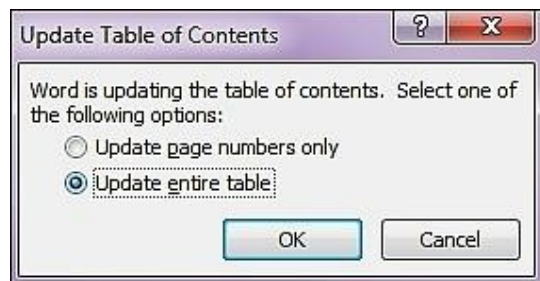 Update Table of Contents
Word is updating the table of contents. Select one of
the following options:
Update page numbers only
Update entire table
OK Cancel